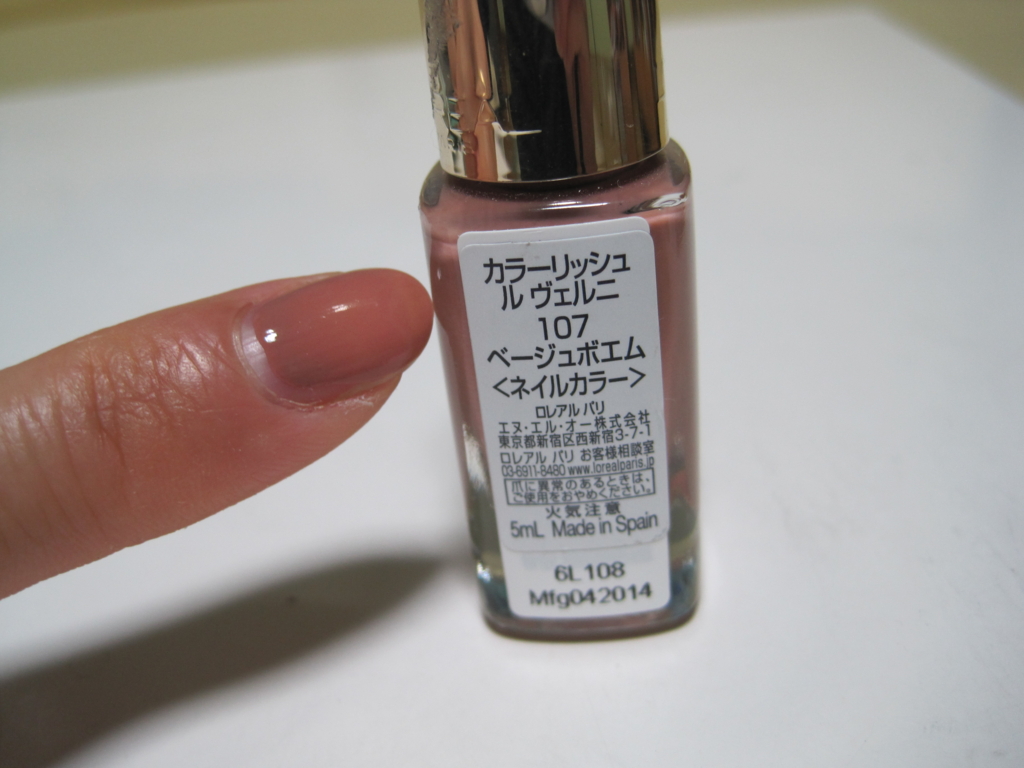 カラーリッシュ
ル ヴェルニ
107
ベージュボエム
<ネイルカラー>
ロレアル パリ
エヌ・エル・オー株式会社
東京都新宿区西新宿3-7-1
ロレアル パリ お客様相談室
03-6911-8480 www.lorealparis.jp
爪に異常のあるときは、
ご使用をおやめください。
火気注意
5mL Made in Spain
6L108
Mfg042014